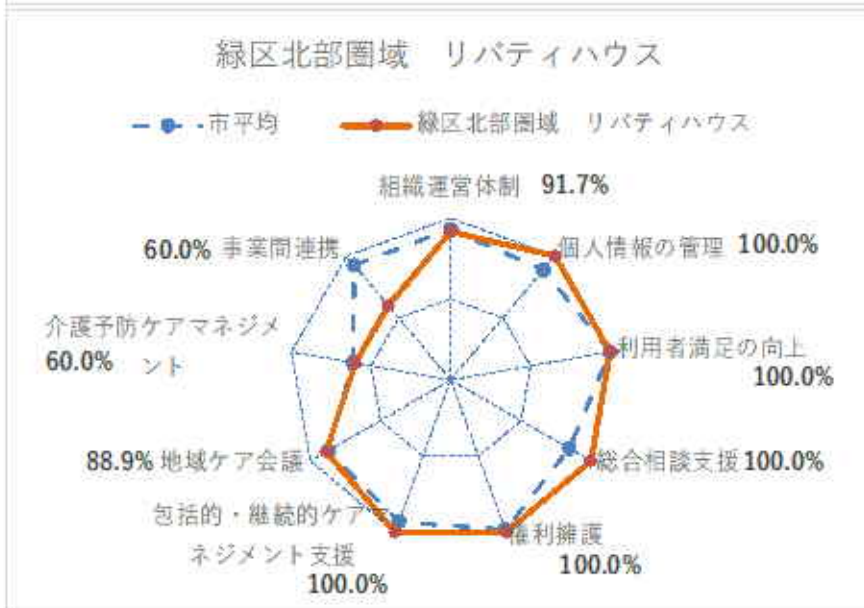 緑区北部圏域　リバティハウス
市平均
緑区北部圏域　リバティハウス
組織運営体制 91.7%
個人情報の管理 100.0%
利用者満足の向上
100.0%
総合相談支援 100.0%
権利擁護
100.0%
包括的・継続的ケアマ
ネジメント支援
100.0%
88.9% 地域ケア会議
介護予防ケアマネジメ
60.0% ント
60.0% 事業間連携